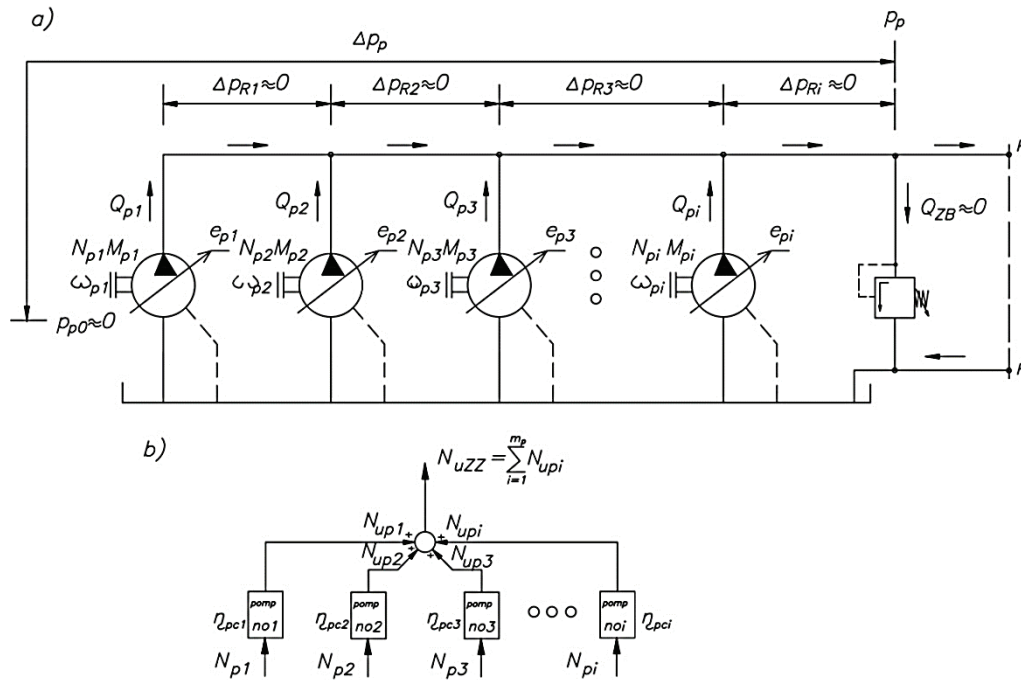 a)
p_p
Δp_p
Δp_R1≈0 Δp_R2≈0 Δp_R3≈0 Δp_Ri≈0
Q_p1 Q_p2 Q_p3 Q_pi Q_ZB≈0
N_p1 M_p1 e_p1 N_p2 M_p2 e_p2 N_p3 M_p3 e_p3 N_pi M_pi e_pi
ω_p1 ω_p2 ω_p3 ω_pi
p_p0≈0
b)
N_uZZ = ∑_{i=1}^{m_p} N_upi
N_up1 + + N_upi
N_up2 + + N_up3
pomp pomp pomp pomp
η_pc1 no1 η_pc2 no2 η_pc3 no3 noi η_pci
N_p1 N_p2 N_p3 N_pi